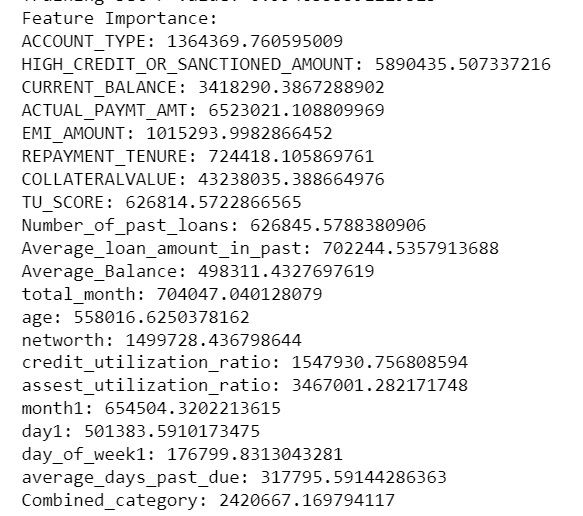 Feature Importance:
ACCOUNT_TYPE: 1364369.760595009
HIGH_CREDIT_OR_SANCTIONED_AMOUNT: 5890435.507337216
CURRENT_BALANCE: 3418290.3867288902
ACTUAL_PAYMT_AMT: 6523021.108809969
EMI_AMOUNT: 1015293.9982866452
REPAYMENT_TENURE: 724418.105869761
COLLATERALVALUE: 43238035.388664976
TU_SCORE: 626814.5722866565
Number_of_past_loans: 626845.5788380906
Average_loan_amount_in_past: 702244.5357913688
Average_Balance: 498311.4327697619
total_month: 704047.040128079
age: 558016.6250378162
networth: 1499728.436798644
credit_utilization_ratio: 1547930.756808594
assest_utilization_ratio: 3467001.282171748
month1: 654504.3202213615
day1: 501383.5910173475
day_of_week1: 176799.8313043281
average_days_past_due: 317795.59144286363
Combined_category: 2420667.169794117